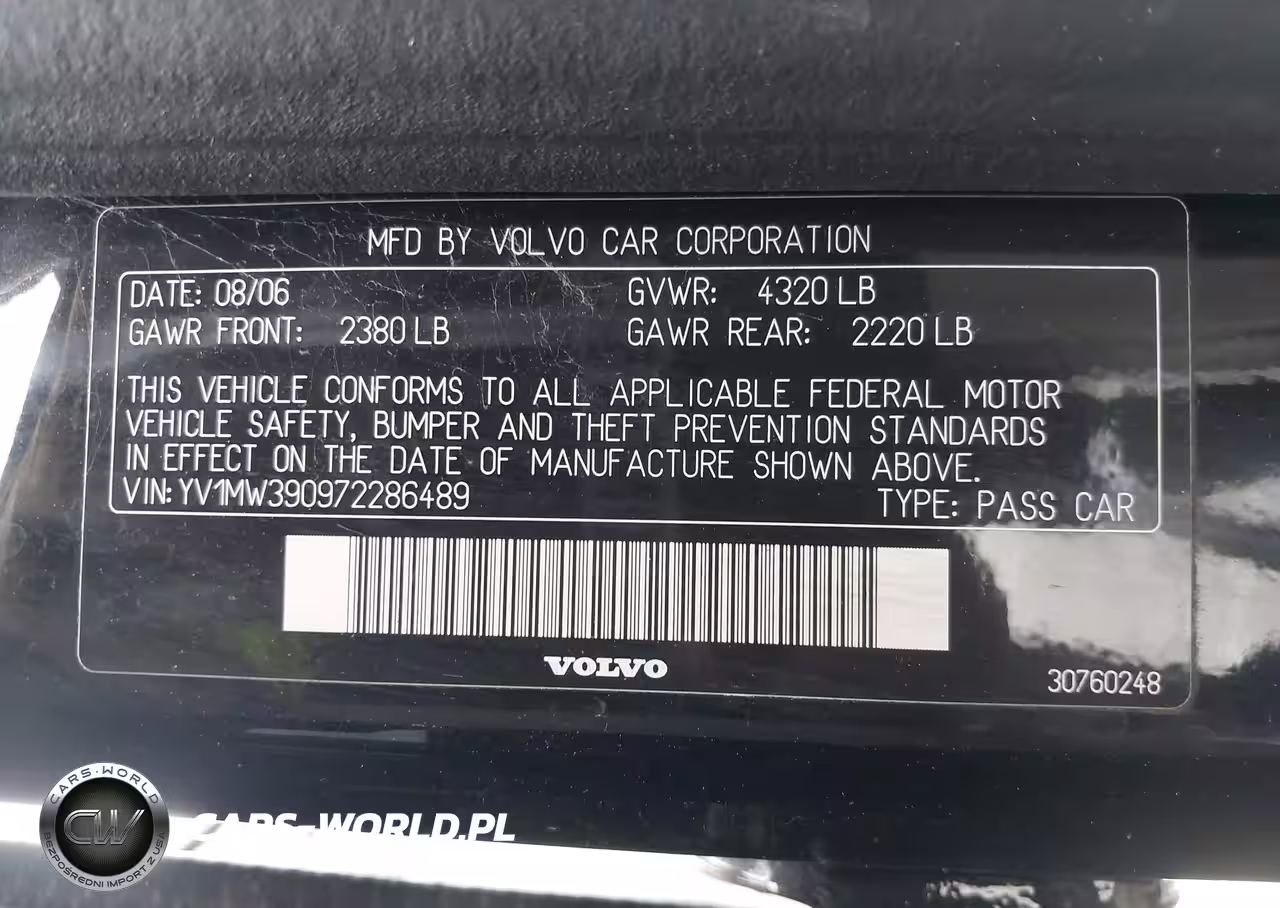 MFD BY VOLVO CAR CORPORATION
DATE: 08/06 GVWR: 4320 LB
GAWR FRONT: 2380 LB GAWR REAR: 2220 LB
THIS VEHICLE CONFORMS TO ALL APPLICABLE FEDERAL MOTOR
VEHICLE SAFETY, BUMPER AND THEFT PREVENTION STANDARDS
IN EFFECT ON THE DATE OF MANUFACTURE SHOWN ABOVE.
VIN: YV1MW390972286489 TYPE: PASS CAR
VOLVO
30760248
CARS-WORLD
CW
BEZPOŚREDNI IMPORT Z USA
CARS-WORLD.PL